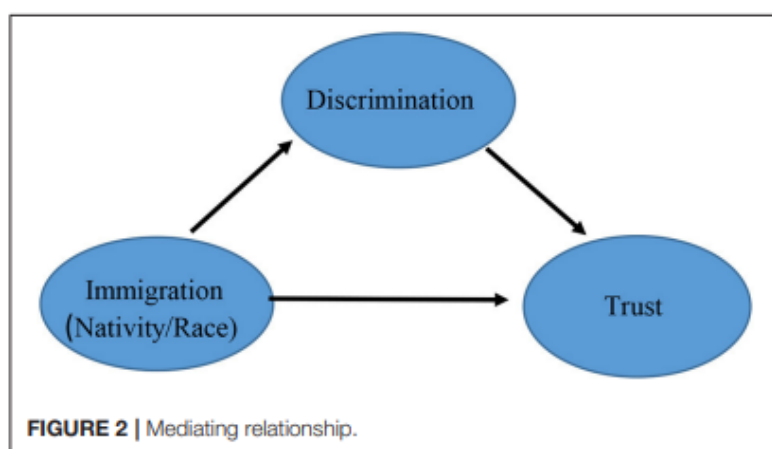 Discrimination
Immigration
(Nativity/Race)
Trust
FIGURE 2 | Mediating relationship.